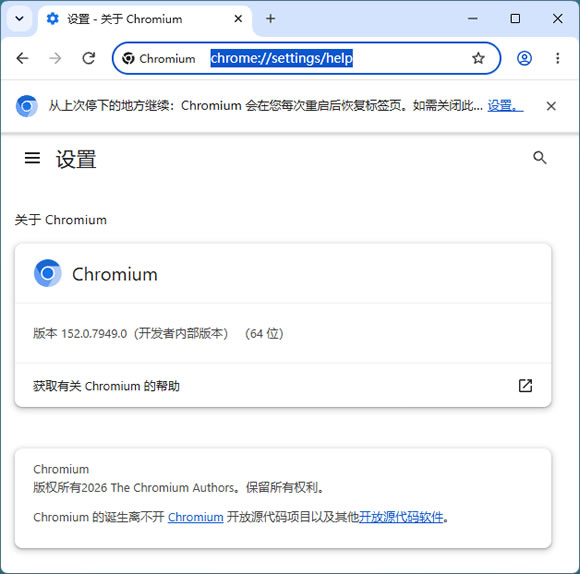 设置 - 关于 Chromium
Chromium chrome://settings/help
从上次停下的地方继续：Chromium 会在您每次重启后恢复标签页。如需关闭此... 设置。
设置
关于 Chromium
Chromium
版本 152.0.7949.0（开发者内部版本） （64 位）
获取有关 Chromium 的帮助
Chromium
版权所有2026 The Chromium Authors。保留所有权利。
Chromium 的诞生离不开 Chromium 开放源代码项目以及其他开放源代码软件。